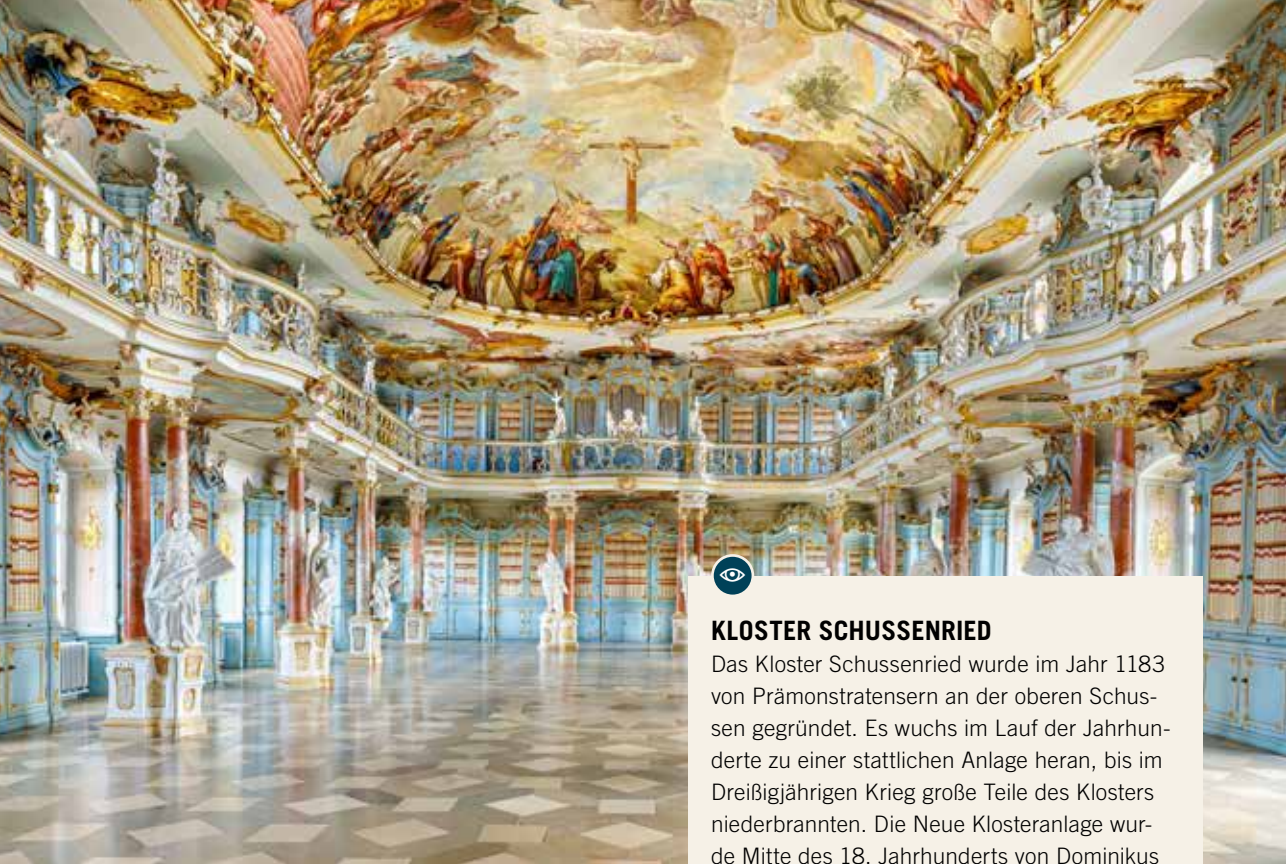 KLOSTER SCHUSSENRIED
Das Kloster Schussenried wurde im Jahr 1183
von Prämonstratensern an der oberen Schus-
sen gegründet. Es wuchs im Lauf der Jahrhun-
derte zu einer stattlichen Anlage heran, bis im
Dreißigjährigen Krieg große Teile des Klosters
niederbrannten. Die Neue Klosteranlage wur-
de Mitte des 18. Jahrhunderts von Dominikus